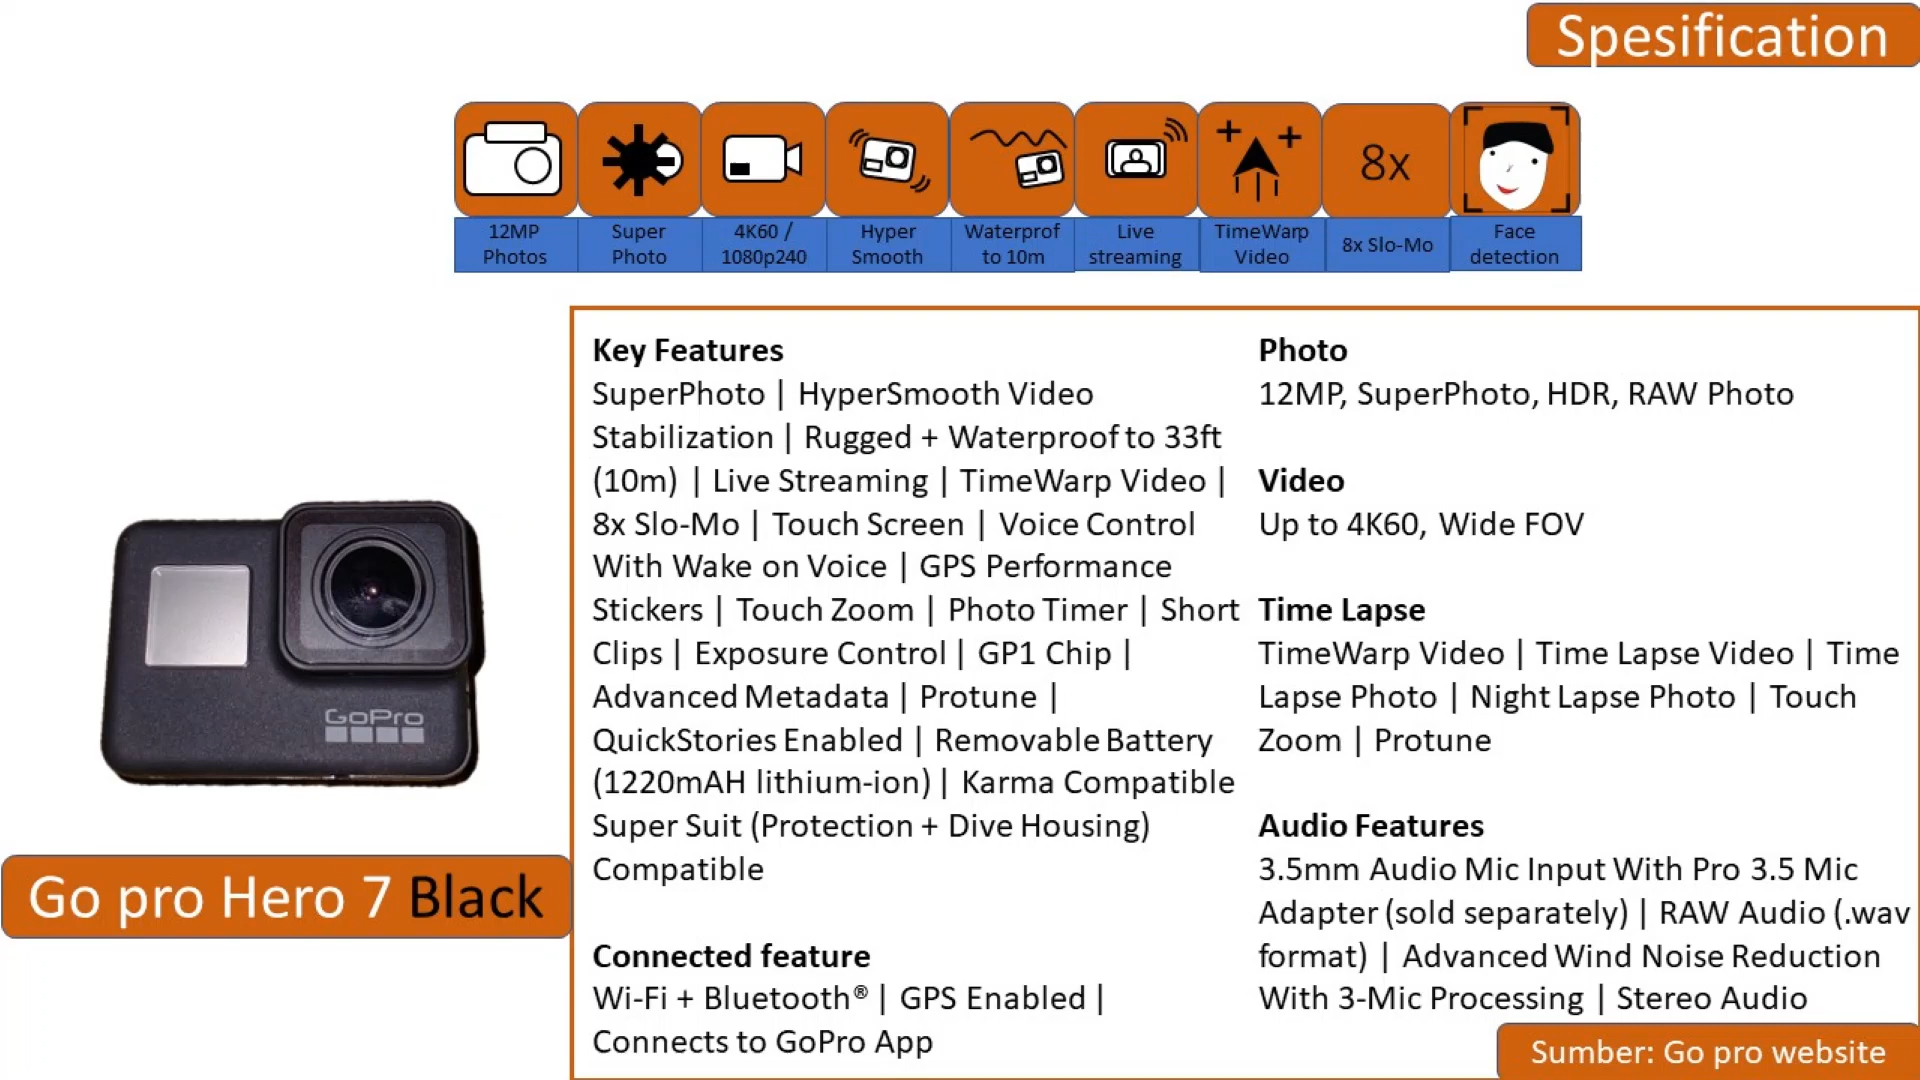 Spesification
8x
12MP
Photos
Super
Photo
4K60 /
1080p240
Hyper
Smooth
Waterprof
to 10m
Live
streaming
TimeWarp
Video
8x Slo-Mo
Face
detection
Key Features
SuperPhoto | HyperSmooth Video
Stabilization | Rugged + Waterproof to 33ft
(10m) | Live Streaming | TimeWarp Video |
8x Slo-Mo | Touch Screen | Voice Control
With Wake on Voice | GPS Performance
Stickers | Touch Zoom | Photo Timer | Short
Clips | Exposure Control | GP1 Chip |
Advanced Metadata | Protune |
QuickStories Enabled | Removable Battery
(1220mAH lithium-ion) | Karma Compatible
Super Suit (Protection + Dive Housing)
Compatible
Connected feature
Wi-Fi + Bluetooth® | GPS Enabled |
Connects to GoPro App
Photo
12MP, SuperPhoto, HDR, RAW Photo
Video
Up to 4K60, Wide FOV
Time Lapse
TimeWarp Video | Time Lapse Video | Time
Lapse Photo | Night Lapse Photo | Touch
Zoom | Protune
Audio Features
3.5mm Audio Mic Input With Pro 3.5 Mic
Adapter (sold separately) | RAW Audio (.wav
format) | Advanced Wind Noise Reduction
With 3-Mic Processing | Stereo Audio
GoPro
Go pro Hero 7 Black
Sumber: Go pro website